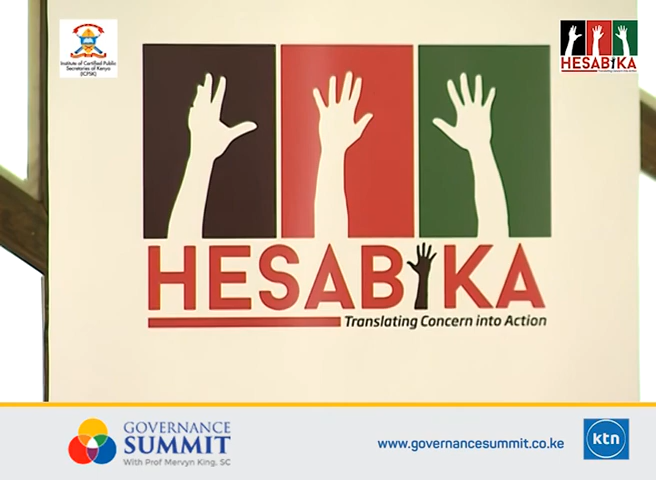 Institute of Certified Public
Secretaries of Kenya
(ICPSK)
HESABIKA
HESABIKA
Translating Concern into Action
GOVERNANCE
SUMMIT
With Prof Mervyn King, SC
www.governancesummit.co.ke
ktn